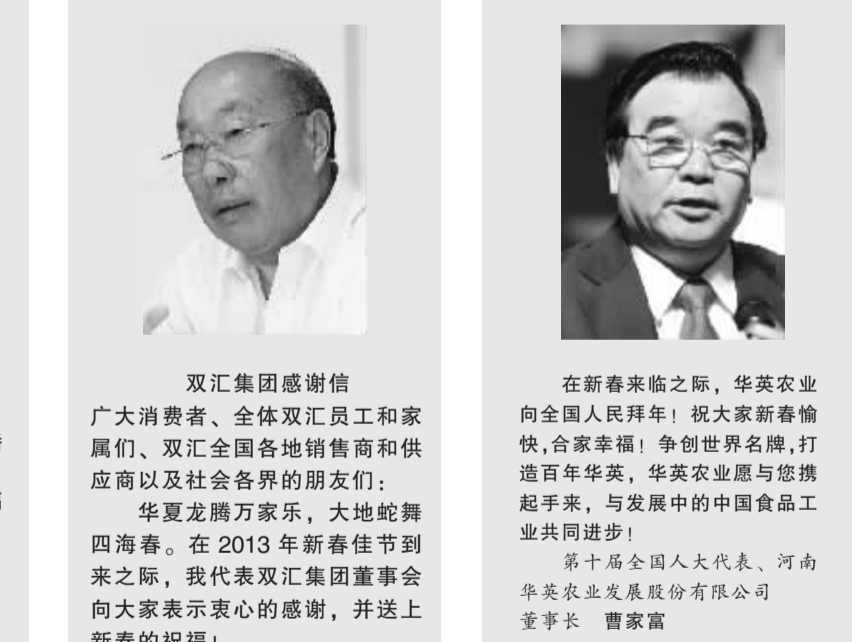 双汇集团感谢信
广大消费者、全体双汇员工和家
属们、双汇全国各地销售商和供
应商以及社会各界的朋友们：
华夏龙腾万家乐，大地蛇舞
四海春。在 2013 年新春佳节到
来之际，我代表双汇集团董事会
向大家表示衷心的感谢，并送上
新春的祝福！
在新春来临之际，华英农业
向全国人民拜年！祝大家新春愉
快，合家幸福！争创世界名牌，打
造百年华英，华英农业愿与您携
起手来，与发展中的中国食品工
业共同进步！
第十届全国人大代表、河南
华英农业发展股份有限公司
董事长 曹家富